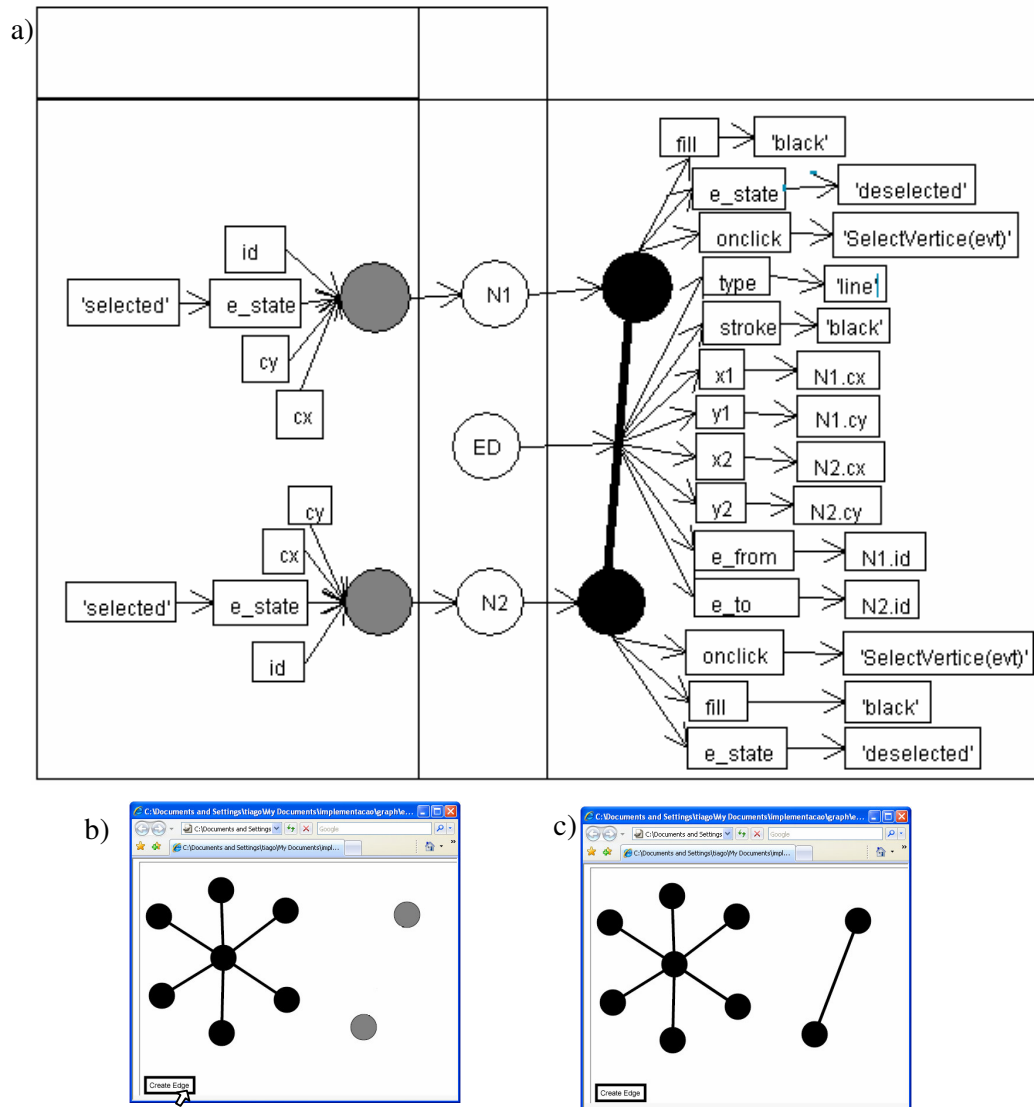 a)
fill 'black'
e_state 'deselected'
onclick 'SelectVertice(evt)'
id
type 'line'
'selected' e_state N1
stroke 'black'
cy
x1 N1.cx
cx
y1 N1.cy
ED
x2 N2.cx
y2 N2.cy
cy
cx
e_from N1.id
'selected' e_state N2
e_to N2.id
id
onclick 'SelectVertice(evt)'
fill 'black'
e_state 'deselected'
b)
C:\Documents and Settings\tiago\My Documents\implementacao\graph\e...
C:\Documents and Settings Google
C:\Documents and Settings\tiago\My Documents\impl...
Create Edge
c)
C:\Documents and Settings\tiago\My Documents\implementacao\graph\e...
C:\Documents and Settings Google
C:\Documents and Settings\tiago\My Documents\impl...
Create Edge